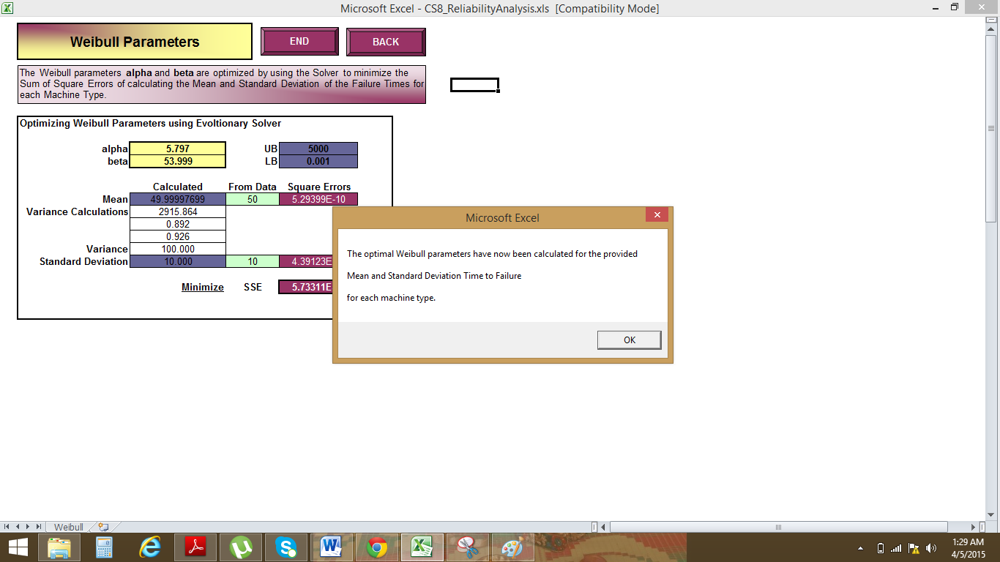 Microsoft Excel - CS8_ReliabilityAnalysis.xls [Compatibility Mode]
Weibull Parameters
END
BACK
The Weibull parameters alpha and beta are optimized by using the Solver to minimize the
Sum of Square Errors of calculating the Mean and Standard Deviation of the Failure Times for
each Machine Type.
Optimizing Weibull Parameters using Evoltionary Solver
alpha 5.797 UB 5000
beta 53.999 LB 0.001
Calculated From Data Square Errors
Mean 49.99997699 50 5.29399E-10
Variance Calculations 2915.864
0.892
0.926
Variance 100.000
Standard Deviation 10.000 10 4.39123E
Minimize SSE 5.73311E
Microsoft Excel
The optimal Weibull parameters have now been calculated for the provided
Mean and Standard Deviation Time to Failure
for each machine type.
OK
Weibull
1:29 AM
4/5/2015